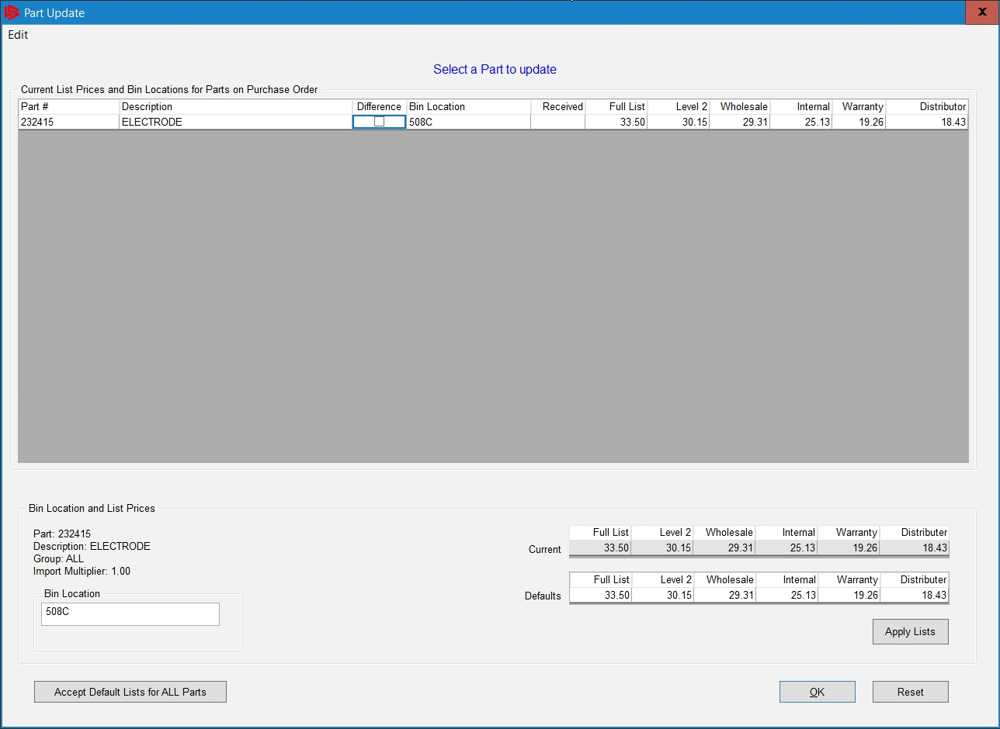 Part Update
x
Edit
Select a Part to update
Current List Prices and Bin Locations for Parts on Purchase Order
Part # Description Difference Bin Location Received Full List Level 2 Wholesale Internal Warranty Distributor
232415 ELECTRODE 508C 33.50 30.15 29.31 25.13 19.26 18.43
Bin Location and List Prices
Part: 232415
Description: ELECTRODE
Group: ALL
Import Multiplier: 1.00
Bin Location
508C
Full List Level 2 Wholesale Internal Warranty Distributer
Current 33.50 30.15 29.31 25.13 19.26 18.43
Full List Level 2 Wholesale Internal Warranty Distributer
Defaults 33.50 30.15 29.31 25.13 19.26 18.43
Apply Lists
Accept Default Lists for ALL Parts OK Reset